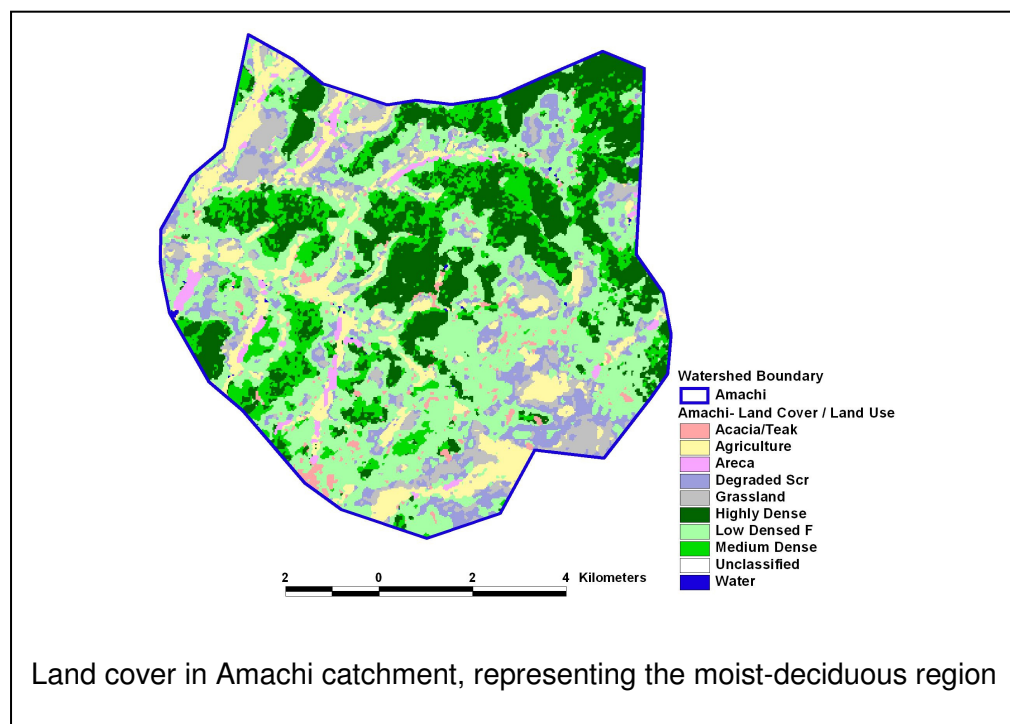 Watershed Boundary
Amachi
Amachi- Land Cover / Land Use
Acacia/Teak
Agriculture
Areca
Degraded Scr
Grassland
Highly Dense
Low Densed F
Medium Dense
Unclassified
Water
2 0 2 4 Kilometers
Land cover in Amachi catchment, representing the moist-deciduous region